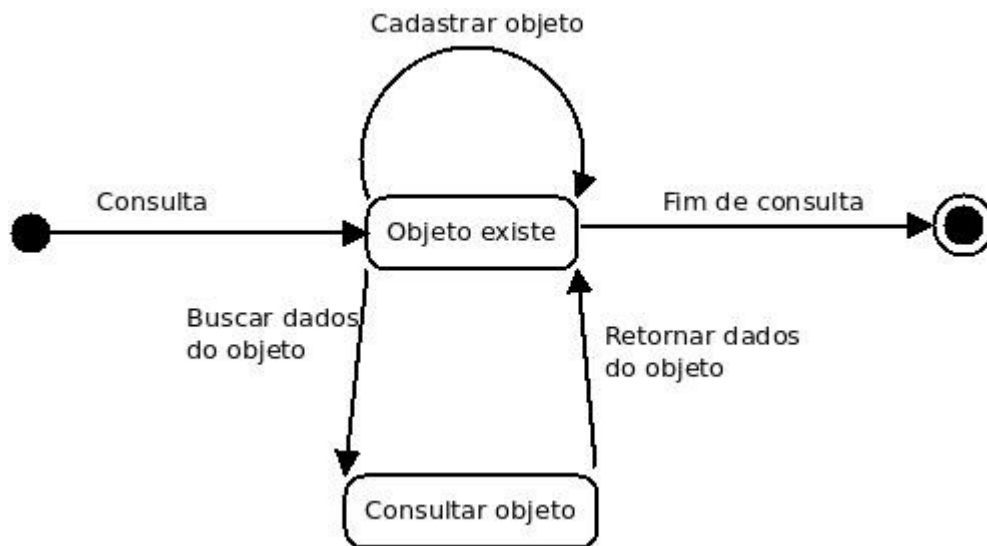 Cadastrar objeto
Consulta
Fim de consulta
Objeto existe
Buscar dados
do objeto
Retornar dados
do objeto
Consultar objeto